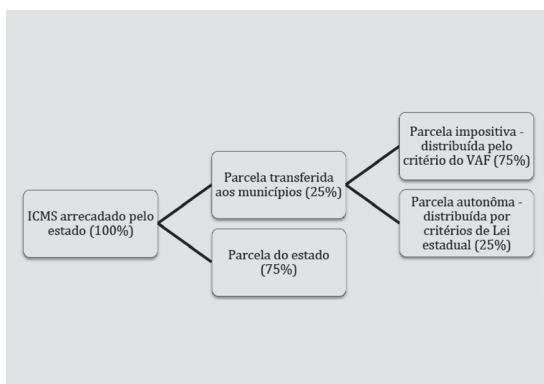 ICMS arrecadado pelo
estado (100%)
Parcela transferida
aos municípios (25%)
Parcela do estado
(75%)
Parcela impositiva -
distribuída pelo
critério do VAF (75%)
Parcela autonôma -
distribuída por
critérios de Lei
estadual (25%)